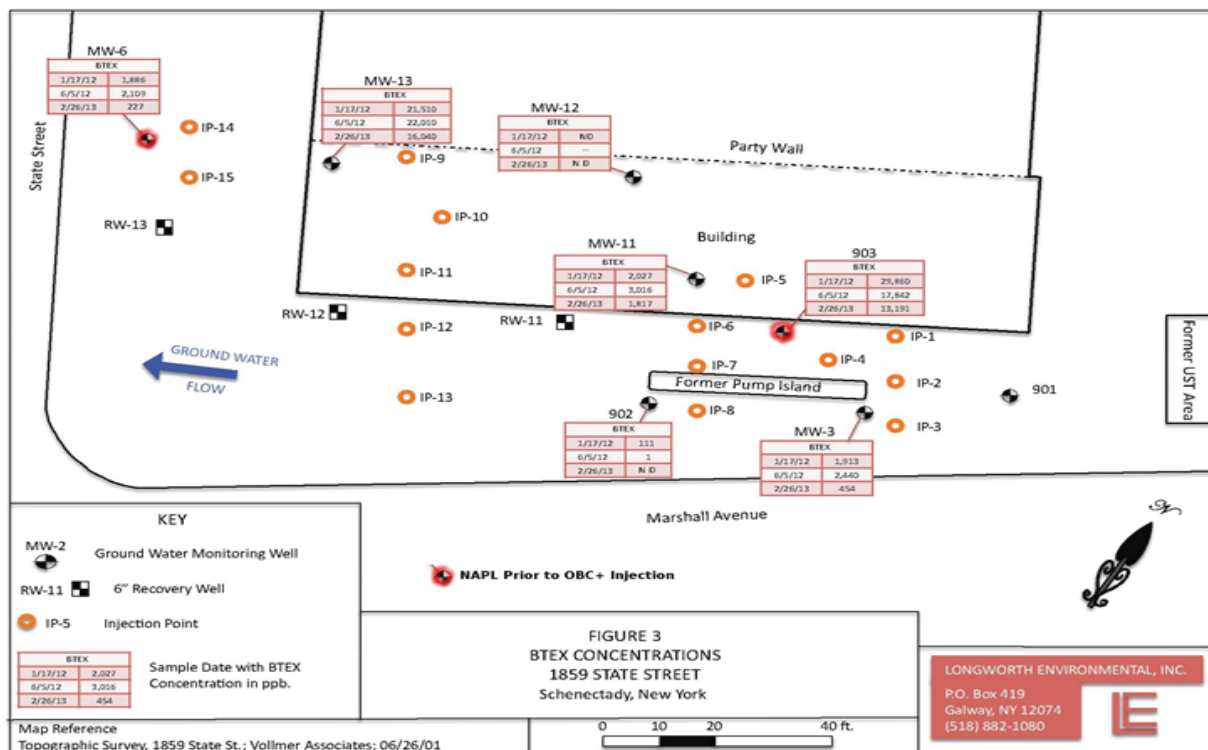 MW-6
BTEX
1/17/12 1,886
6/5/12 2,109
2/26/13 227
IP-14
IP-15
State Street
RW-13
MW-13
BTEX
1/17/12 21,510
6/5/12 22,010
2/26/13 16,040
IP-9
MW-12
BTEX
1/17/12 ND
6/5/12 --
2/26/13 N D
Party Wall
IP-10
Building
MW-11
BTEX
1/17/12 2,027
6/5/12 3,016
2/26/13 1,817
IP-11
IP-5
903
BTEX
1/17/12 29,860
6/5/12 17,842
2/26/13 13,191
RW-12
IP-12
RW-11
IP-6
IP-1
IP-7
IP-4
IP-2
GROUND WATER
FLOW
IP-13
Former Pump Island
901
Former UST Area
902
BTEX
1/17/12 111
6/5/12 1
2/26/13 N D
IP-8
IP-3
MW-3
BTEX
1/17/12 1,913
6/5/12 2,440
2/26/13 454
Marshall Avenue
N
KEY
MW-2 Ground Water Monitoring Well
RW-11 6" Recovery Well
IP-5 Injection Point
BTEX
1/17/12 2,027
6/5/12 3,016
2/26/13 454
Sample Date with BTEX
Concentration in ppb.
NAPL Prior to OBC+ Injection
FIGURE 3
BTEX CONCENTRATIONS
1859 STATE STREET
Schenectady, New York
LONGWORTH ENVIRONMENTAL, INC.
P.O. Box 419
Galway, NY 12074
(518) 882-1080
LE
Map Reference
Topographic Survey, 1859 State St.; Vollmer Associates; 06/26/01
0 10 20 40 ft.